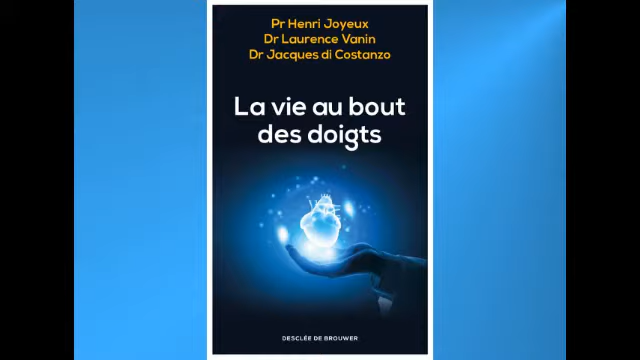 Pr Henri Joyeux
Dr Laurence Vanin
Dr Jacques di Costanzo
La vie au bout
des doigts
DESCLÉE DE BROUWER